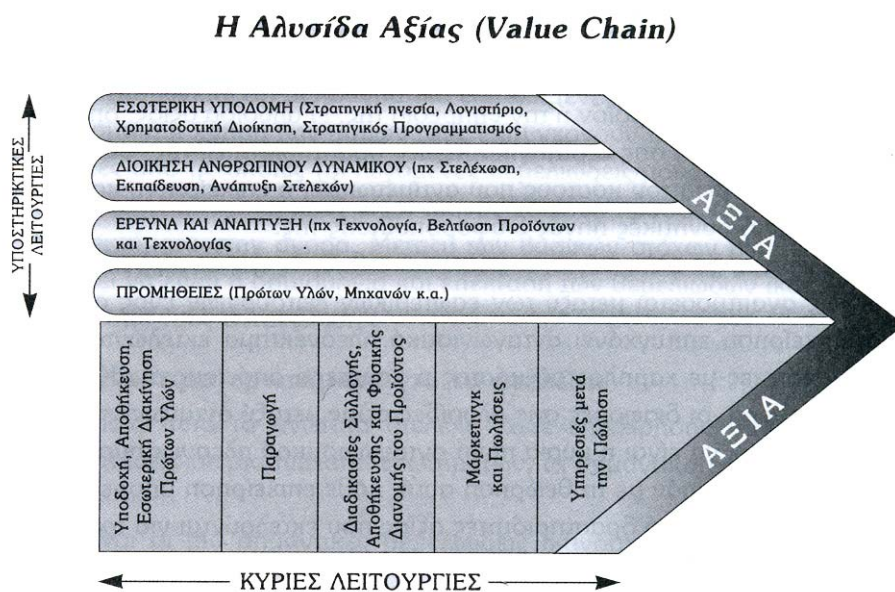 Η Αλυσίδα Αξίας (Value Chain)
ΥΠΟΣΤΗΡΙΚΤΙΚΕΣ
ΛΕΙΤΟΥΡΓΙΕΣ
ΕΣΩΤΕΡΙΚΗ ΥΠΟΔΟΜΗ (Στρατηγική ηγεσία, Λογιστήριο,
Χρηματοδοτική Διοίκηση, Στρατηγικός Προγραμματισμός
ΔΙΟΙΚΗΣΗ ΑΝΘΡΩΠΙΝΟΥ ΔΥΝΑΜΙΚΟΥ (πχ Στελέχωση,
Εκπαίδευση, Ανάπτυξη Στελεχών)
ΕΡΕΥΝΑ ΚΑΙ ΑΝΑΠΤΥΞΗ (πχ Τεχνολογία, Βελτίωση Προϊόντων
και Τεχνολογίας
ΠΡΟΜΗΘΕΙΕΣ (Πρώτων Υλών, Μηχανών κ.α.)
ΑΞΙΑ
Υποδοχή, Αποθήκευση,
Εσωτερική Διακίνηση
Πρώτων Υλών
Παραγωγή
Διαδικασίες Συλλογής,
Αποθήκευσης και Φυσικής
Διανομής του Προϊόντος
Μάρκετιγκ
και Πωλήσεις
Υπηρεσίες μετά
την Πώληση
ΑΞΙΑ
ΚΥΡΙΕΣ ΛΕΙΤΟΥΡΓΙΕΣ